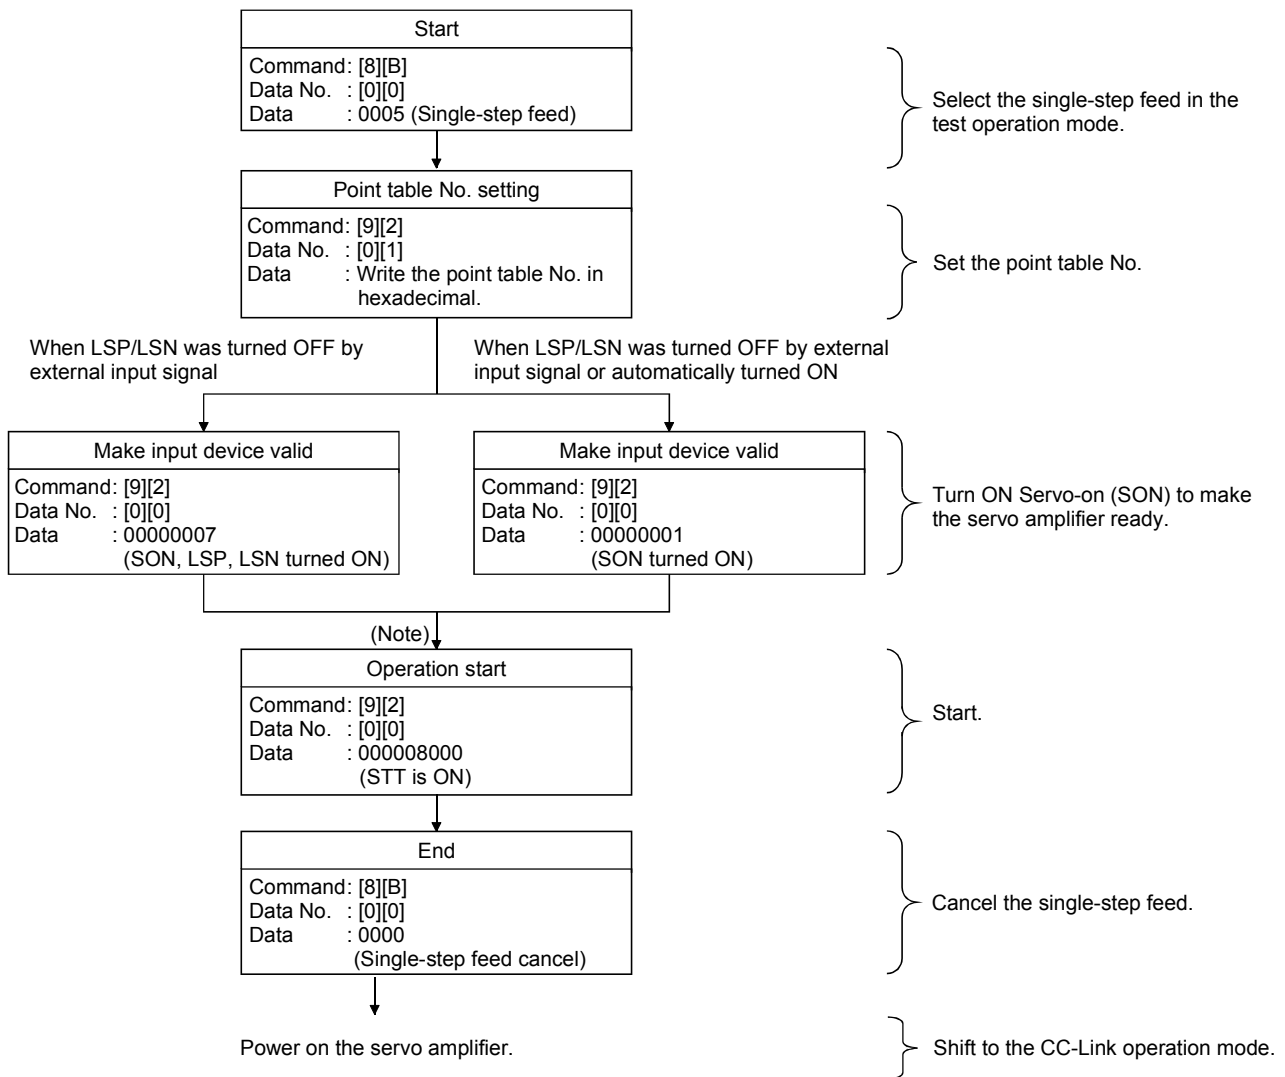 Start
Command: [8][B]
Data No. : [0][0]
Data : 0005 (Single-step feed)
Select the single-step feed in the
test operation mode.
Point table No. setting
Command: [9][2]
Data No. : [0][1]
Data : Write the point table No. in
hexadecimal.
Set the point table No.
When LSP/LSN was turned OFF by
external input signal
When LSP/LSN was turned OFF by external
input signal or automatically turned ON
Make input device valid
Command: [9][2]
Data No. : [0][0]
Data : 00000007
(SON, LSP, LSN turned ON)
Make input device valid
Command: [9][2]
Data No. : [0][0]
Data : 00000001
(SON turned ON)
Turn ON Servo-on (SON) to make
the servo amplifier ready.
(Note)
Operation start
Command: [9][2]
Data No. : [0][0]
Data : 000008000
(STT is ON)
Start.
End
Command: [8][B]
Data No. : [0][0]
Data : 0000
(Single-step feed cancel)
Cancel the single-step feed.
Power on the servo amplifier.
Shift to the CC-Link operation mode.